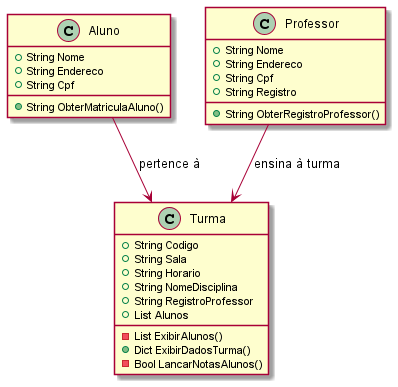 C Aluno
String Nome
String Endereco
String Cpf
String ObterMatriculaAluno()
C Professor
String Nome
String Endereco
String Cpf
String Registro
String ObterRegistroProfessor()
pertence à
ensina à turma
C Turma
String Codigo
String Sala
String Horario
String NomeDisciplina
String RegistroProfessor
List Alunos
List ExibirAlunos()
Dict ExibirDadosTurma()
Bool LancarNotasAlunos()